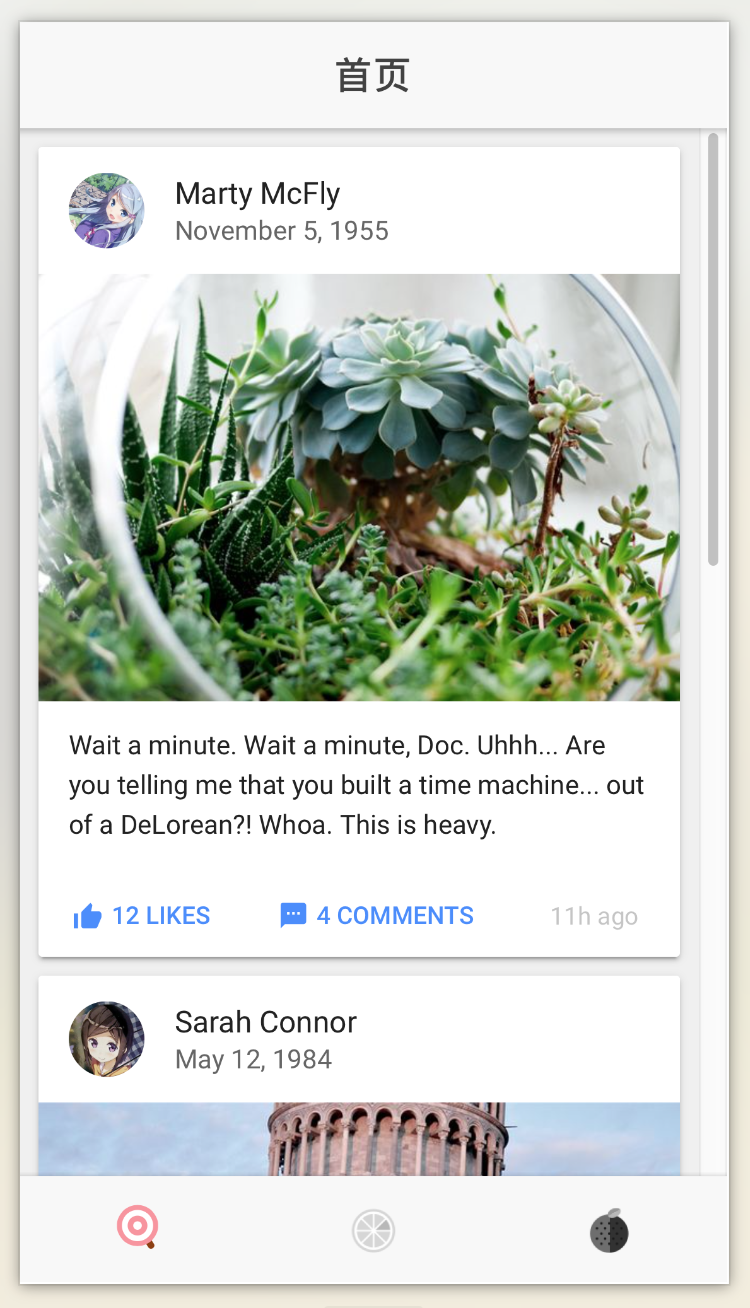 首页
Marty McFly
November 5, 1955
Wait a minute. Wait a minute, Doc. Uhhh... Are
you telling me that you built a time machine... out
of a DeLorean?! Whoa. This is heavy.
12 LIKES
4 COMMENTS
11h ago
Sarah Connor
May 12, 1984